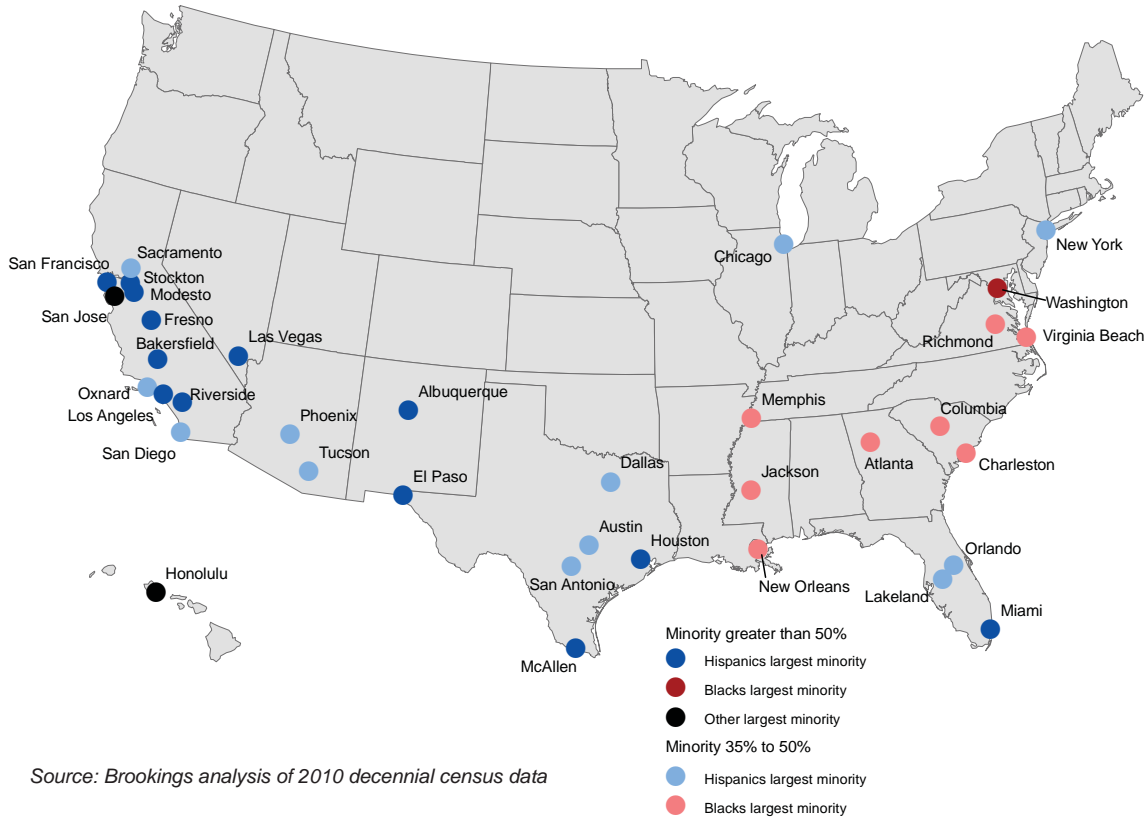 Sacramento
San Francisco
Stockton
Modesto
San Jose
Fresno
Las Vegas
Bakersfield
Oxnard
Riverside
Los Angeles
San Diego
Phoenix
Tucson
Albuquerque
El Paso
Dallas
Austin
Houston
San Antonio
McAllen
Honolulu
Chicago
New York
Washington
Richmond
Virginia Beach
Memphis
Columbia
Jackson
Atlanta
Charleston
New Orleans
Orlando
Lakeland
Miami
Minority greater than 50%
Hispanics largest minority
Blacks largest minority
Other largest minority
Minority 35% to 50%
Hispanics largest minority
Blacks largest minority
Source: Brookings analysis of 2010 decennial census data